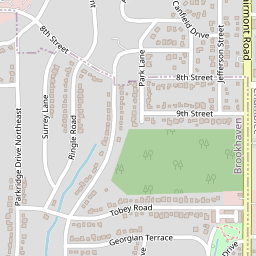 Canfield Drive
8th Street
Jefferson Street
Park Lane
8th Street
9th Street
Surrey Lane
Ringle Road
Parkridge Drive Northeast
Brookhaven
Tobey Road
Georgian Terrace
Drive